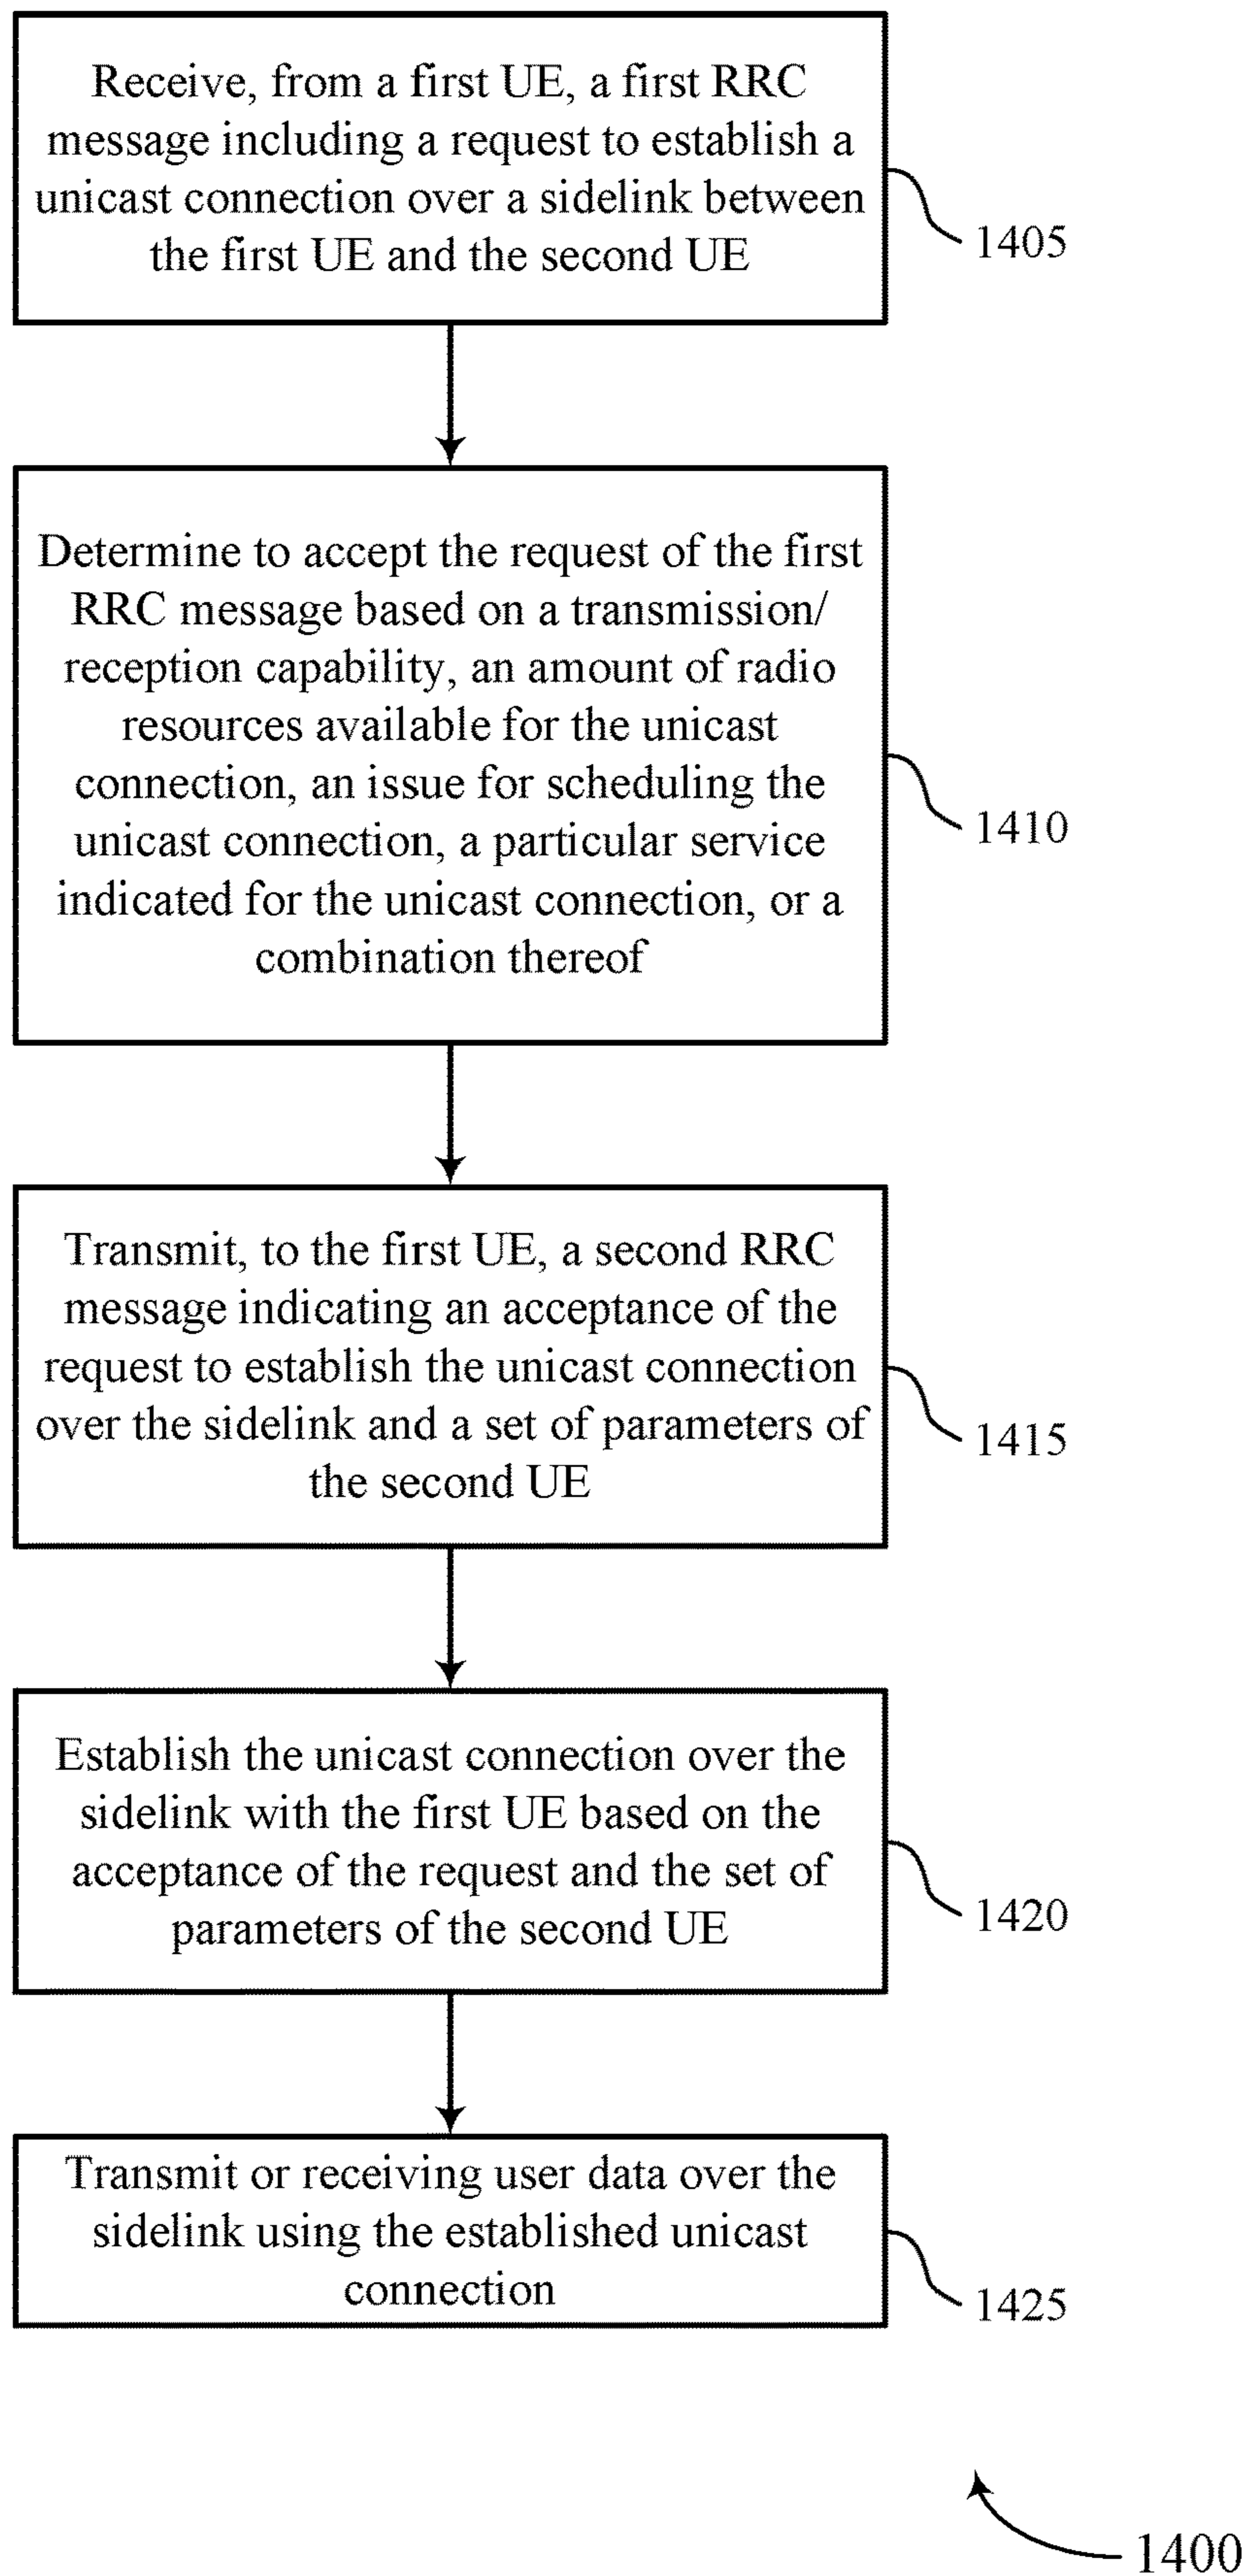 Receive, from a first UE, a first RRC
message including a request to establish a
unicast connection over a sidelink between
the first UE and the second UE
1405
Determine to accept the request of the first
RRC message based on a transmission/
reception capability, an amount of radio
resources available for the unicast
connection, an issue for scheduling the
unicast connection, a particular service
indicated for the unicast connection, or a
combination thereof
1410
Transmit, to the first UE, a second RRC
message indicating an acceptance of the
request to establish the unicast connection
over the sidelink and a set of parameters of
the second UE
1415
Establish the unicast connection over the
sidelink with the first UE based on the
acceptance of the request and the set of
parameters of the second UE
1420
Transmit or receiving user data over the
sidelink using the established unicast
connection
1425
1400